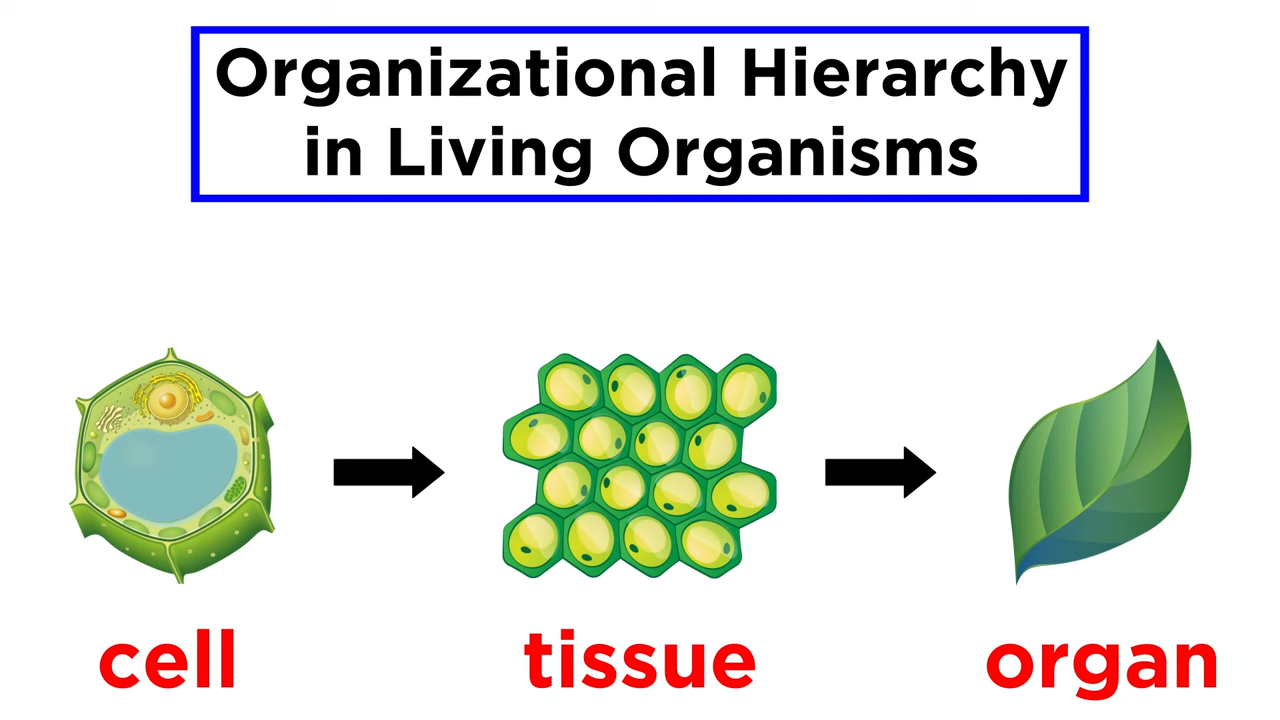 Organizational Hierarchy
in Living Organisms
cell
tissue
organ